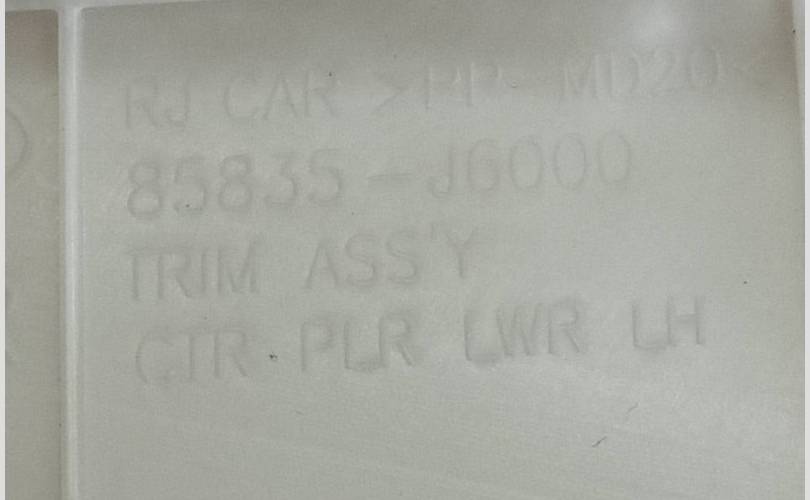 RJ CAR >PP-MD20<
85835-J6000
TRIM ASS'Y
CTR PLR LWR LH